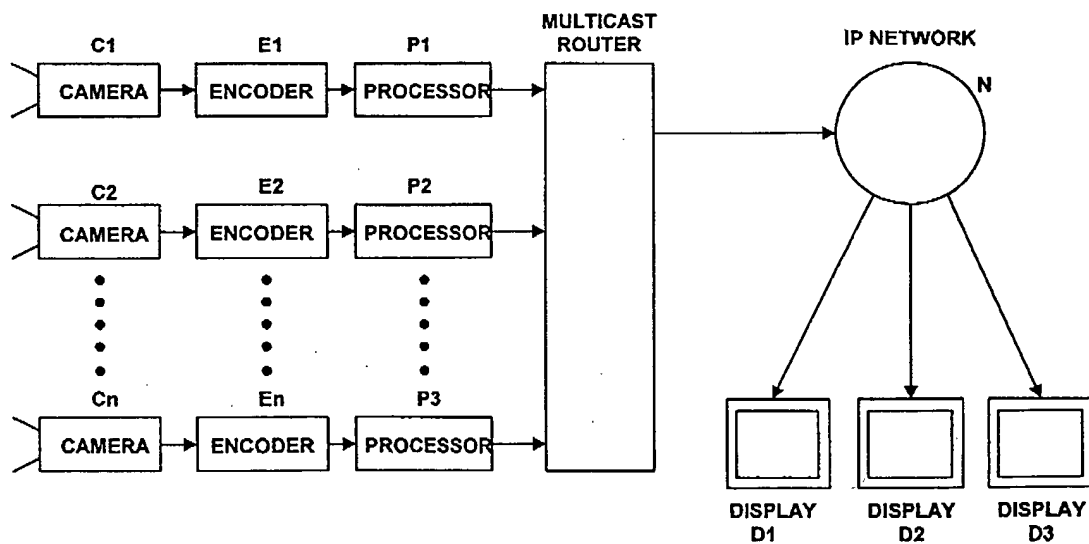 C1 E1 P1 MULTICAST ROUTER IP NETWORK
CAMERA ENCODER PROCESSOR N
C2 E2 P2
CAMERA ENCODER PROCESSOR
Cn En P3
CAMERA ENCODER PROCESSOR
DISPLAY D1 DISPLAY D2 DISPLAY D3